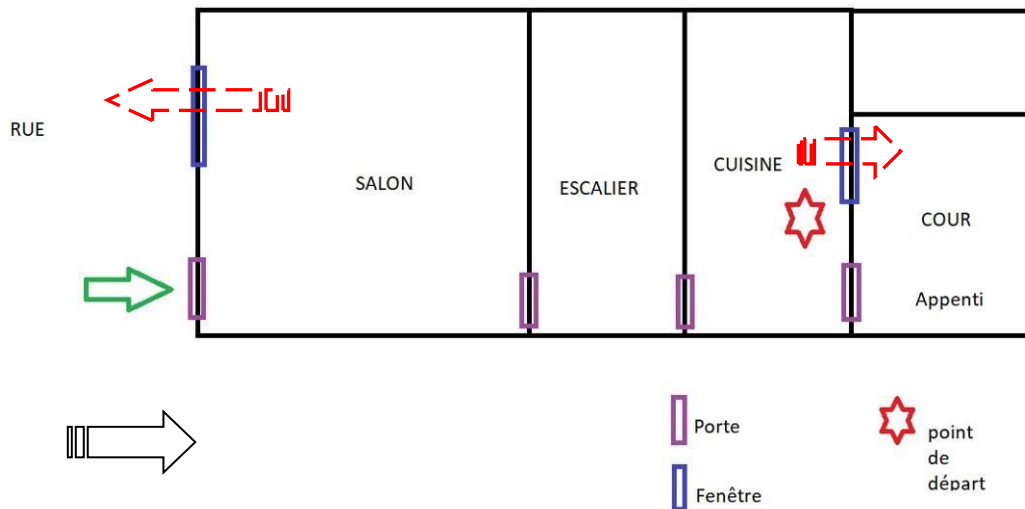 RUE
SALON
ESCALIER
CUISINE
COUR
Appenti
Porte
Fenêtre
point
de
départ